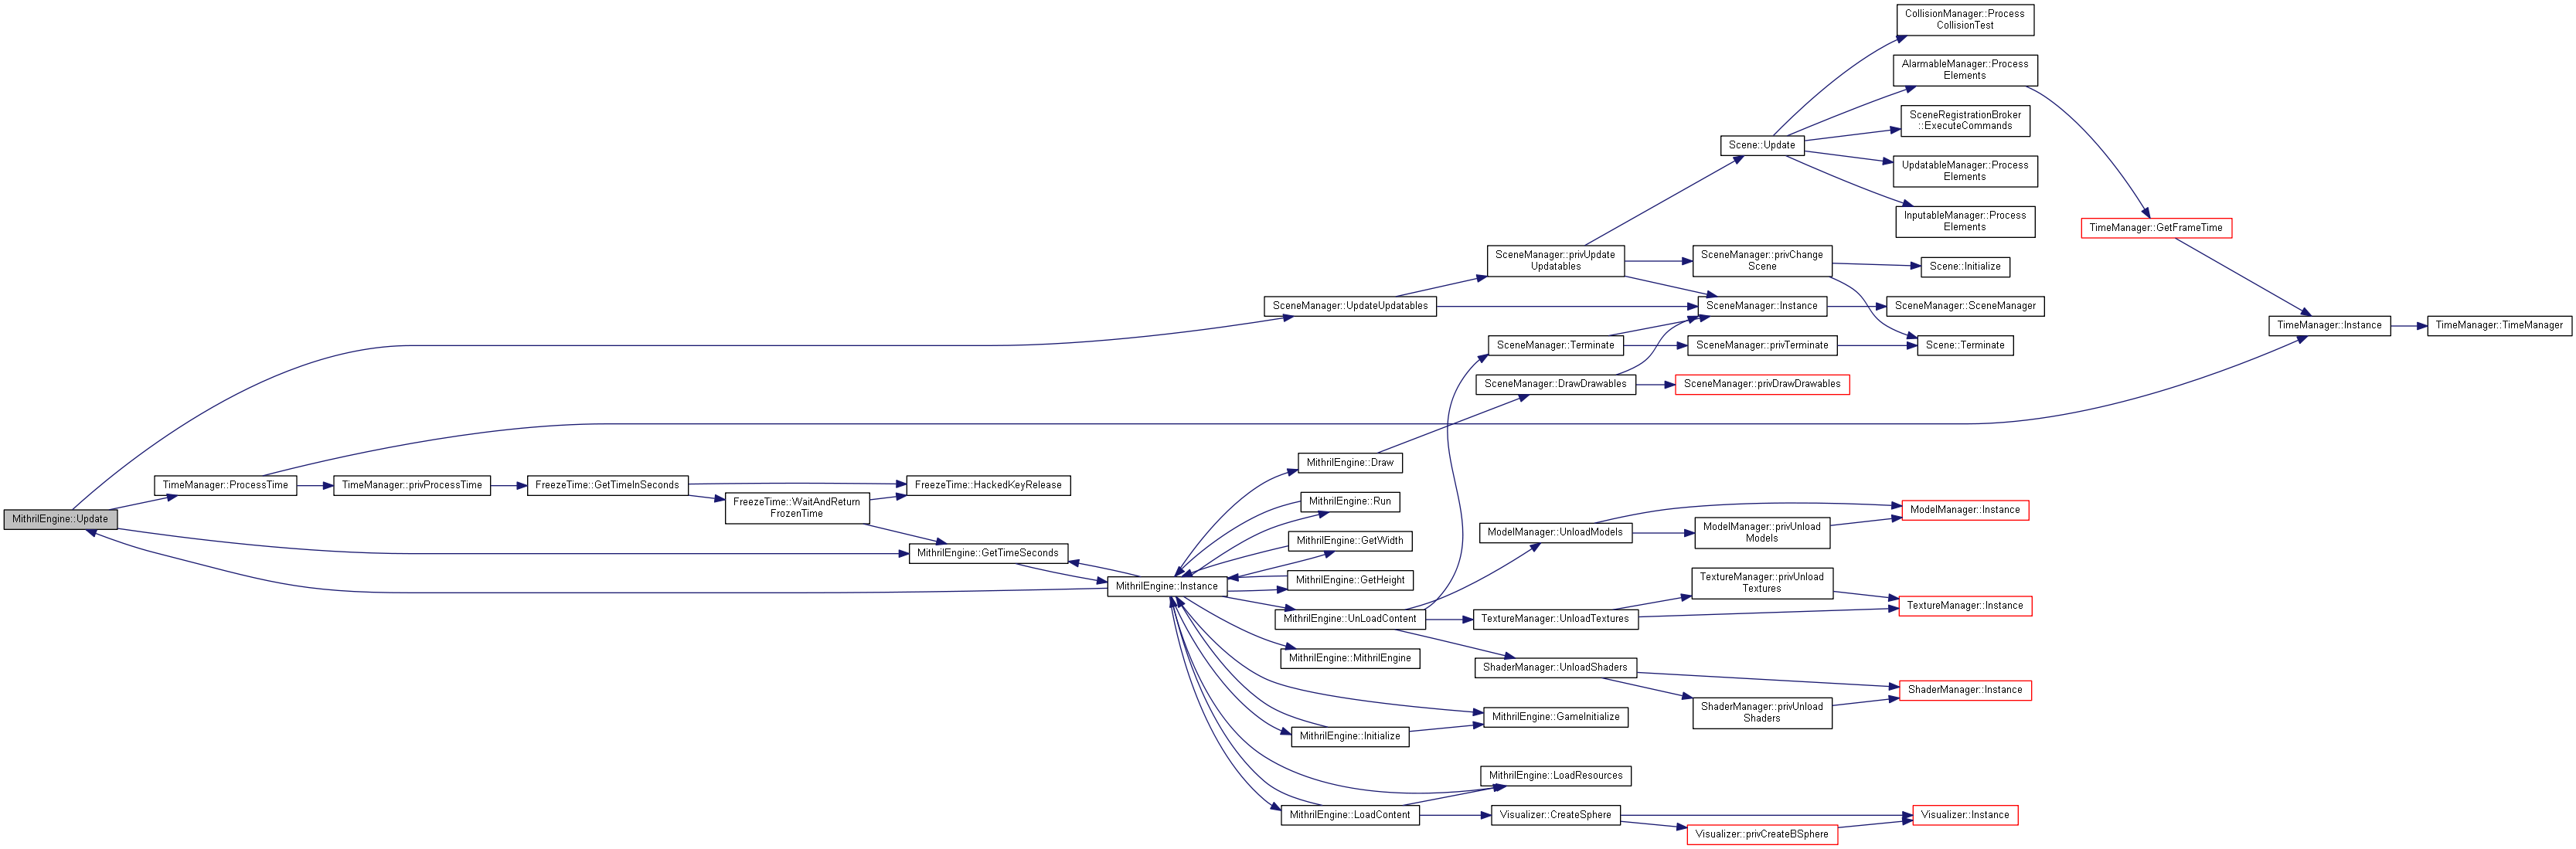 CollisionManager::Process
CollisionTest
AlarmableManager::Process
Elements
SceneRegistrationBroker
::ExecuteCommands
Scene::Update
UpdatableManager::Process
Elements
InputableManager::Process
Elements
TimeManager::GetFrameTime
SceneManager::privUpdate
Updatables
SceneManager::privChange
Scene
Scene::Initialize
SceneManager::UpdateUpdatables
SceneManager::Instance
SceneManager::SceneManager
TimeManager::Instance
TimeManager::TimeManager
SceneManager::Terminate
SceneManager::privTerminate
Scene::Terminate
SceneManager::DrawDrawables
SceneManager::privDrawDrawables
MithrilEngine::Draw
TimeManager::ProcessTime
TimeManager::privProcessTime
FreezeTime::GetTimeInSeconds
FreezeTime::HackedKeyRelease
MithrilEngine::Run
FreezeTime::WaitAndReturn
FrozenTime
ModelManager::Instance
MithrilEngine::Update
ModelManager::UnloadModels
ModelManager::privUnload
Models
MithrilEngine::GetWidth
MithrilEngine::GetTimeSeconds
MithrilEngine::GetHeight
MithrilEngine::Instance
TextureManager::privUnload
Textures
TextureManager::Instance
MithrilEngine::UnLoadContent
TextureManager::UnloadTextures
MithrilEngine::MithrilEngine
ShaderManager::UnloadShaders
ShaderManager::Instance
ShaderManager::privUnload
Shaders
MithrilEngine::GameInitialize
MithrilEngine::Initialize
MithrilEngine::LoadResources
MithrilEngine::LoadContent
Visualizer::CreateSphere
Visualizer::Instance
Visualizer::privCreateBSphere